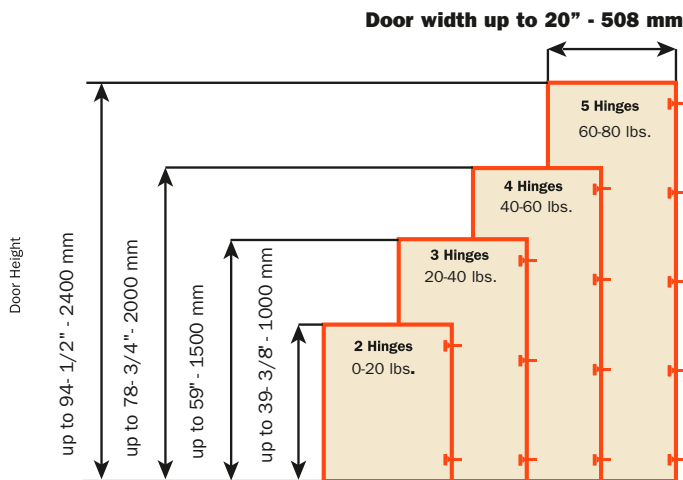 Door width up to 20” - 508 mm
5 Hinges
60-80 lbs.
4 Hinges
40-60 lbs.
3 Hinges
20-40 lbs.
2 Hinges
0-20 lbs.
Door Height
up to 94- 1/2" - 2400 mm
up to 78- 3/4"- 2000 mm
up to 59" - 1500 mm
up to 39- 3/8" - 1000 mm